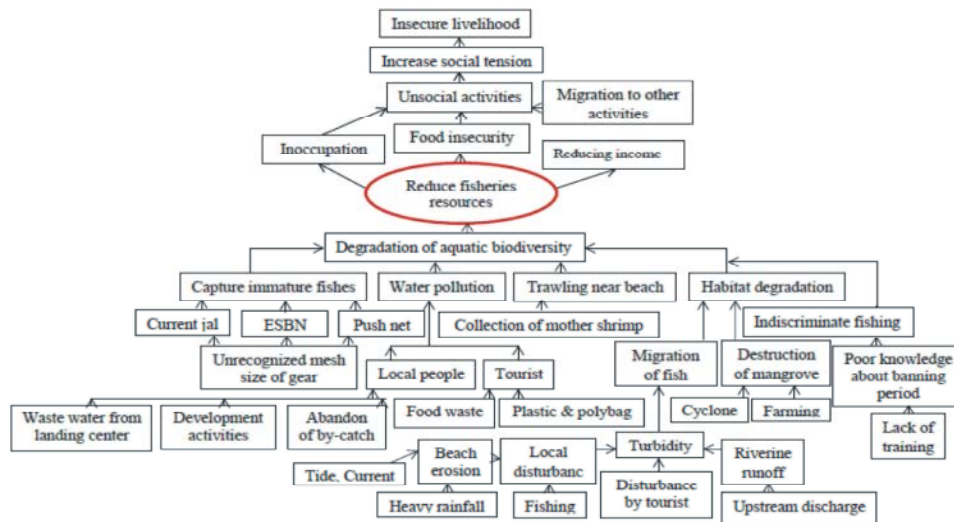 Insecure livelihood
Increase social tension
Unsocial activities
Migration to other
activities
Inoccupation
Food insecurity
Reducing income
Reduce fisheries
resources
Degradation of aquatic biodiversity
Capture immature fishes
Water pollution
Trawling near beach
Habitat degradation
Current jal
ESBN
Push net
Collection of mother shrimp
Indiscriminate fishing
Unrecognized mesh
size of gear
Local people
Tourist
Migration
of fish
Destruction
of mangrove
Poor knowledge
about banning
period
Waste water from
landing center
Development
activities
Abandon
of by-catch
Food waste
Plastic & polybag
Cyclone
Farming
Lack of
training
Tide, Current
Beach
erosion
Local
disturbanc
Turbidity
Riverine
runoff
Heavy rainfall
Fishing
Disturbance
by tourist
Upstream discharge